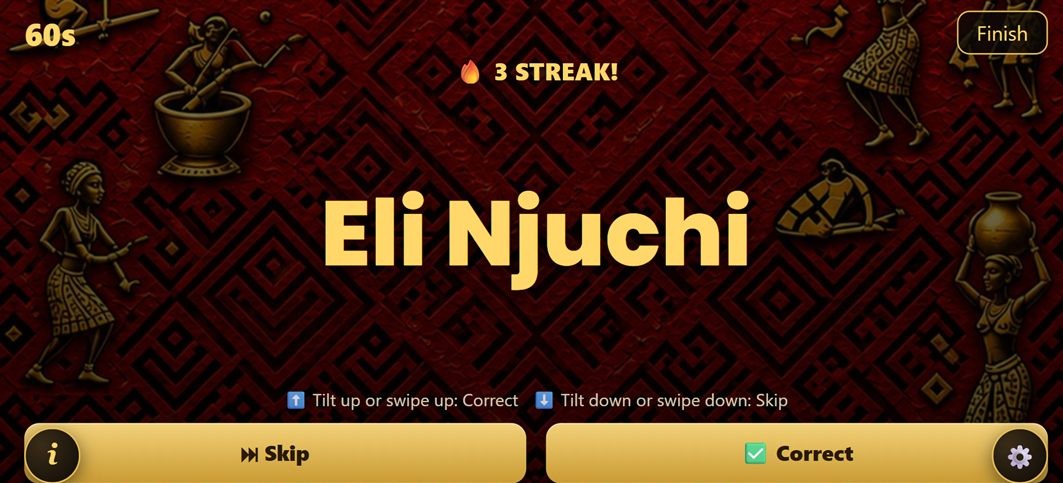 60s
Finish
🔥 3 STREAK!
Eli Njuchi
⬆️ Tilt up or swipe up: Correct ⬇️ Tilt down or swipe down: Skip
i
⏭ Skip
✅ Correct